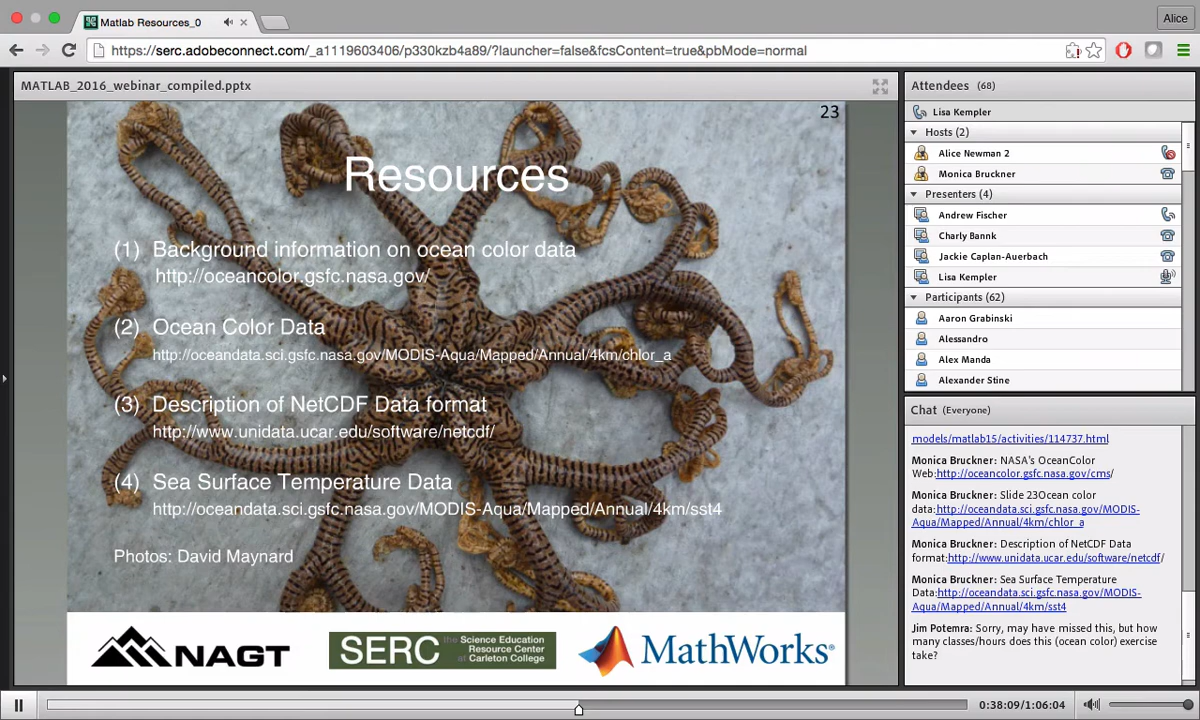 Matlab Resources_0
Alice
https://serc.adobeconnect.com/_a1119603406/p330kzb4a89/?launcher=false&fcsContent=true&pbMode=normal
MATLAB_2016_webinar_compiled.pptx
23
Resources
(1) Background information on ocean color data
http://oceancolor.gsfc.nasa.gov/
(2) Ocean Color Data
http://oceandata.sci.gsfc.nasa.gov/MODIS-Aqua/Mapped/Annual/4km/chlor_a
(3) Description of NetCDF Data format
http://www.unidata.ucar.edu/software/netcdf/
(4) Sea Surface Temperature Data
http://oceandata.sci.gsfc.nasa.gov/MODIS-Aqua/Mapped/Annual/4km/sst4
Photos: David Maynard
NAGT
SERC the Science Education
Resource Center
at Carleton College
MathWorks®
Attendees (68)
Lisa Kempler
Hosts (2)
Alice Newman 2
Monica Bruckner
Presenters (4)
Andrew Fischer
Charly Bannk
Jackie Caplan-Auerbach
Lisa Kempler
Participants (62)
Aaron Grabinski
Alessandro
Alex Manda
Alexander Stine
Chat (Everyone)
models/matlab15/activities/114737.html
Monica Bruckner: NASA's OceanColor
Web:http://oceancolor.gsfc.nasa.gov/cms/
Monica Bruckner: Slide 23Ocean color
data:http://oceandata.sci.gsfc.nasa.gov/MODIS-
Aqua/Mapped/Annual/4km/chlor_a
Monica Bruckner: Description of NetCDF Data
format:http://www.unidata.ucar.edu/software/netcdf/
Monica Bruckner: Sea Surface Temperature
Data:http://oceandata.sci.gsfc.nasa.gov/MODIS-
Aqua/Mapped/Annual/4km/sst4
Jim Potemra: Sorry, may have missed this, but how
many classes/hours does this (ocean color) exercise
take?
0:38:09/1:06:04